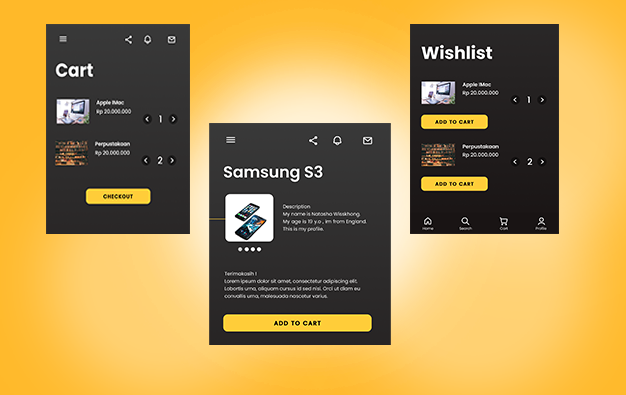 Cart
Apple iMac
Rp 20.000.000
1
Perpustakaan
Rp 20.000.000
2
CHECKOUT
Samsung S3
Description
My name is Natasha Wieskhong.
My age is 19 y.o , im from England.
This is my profile.
Terimakasih !
Lorem ipsum dolor sit amet, consectetur adipiscing elit.
Lobortis urna, aliquam cursus id sed nisi. Orci ut diam eu
convallis urna, malesuada nascetur varius.
ADD TO CART
Wishlist
Apple iMac
Rp 20.000.000
1
ADD TO CART
Perpustakaan
Rp 20.000.000
2
ADD TO CART
Home
Search
Cart
Profile